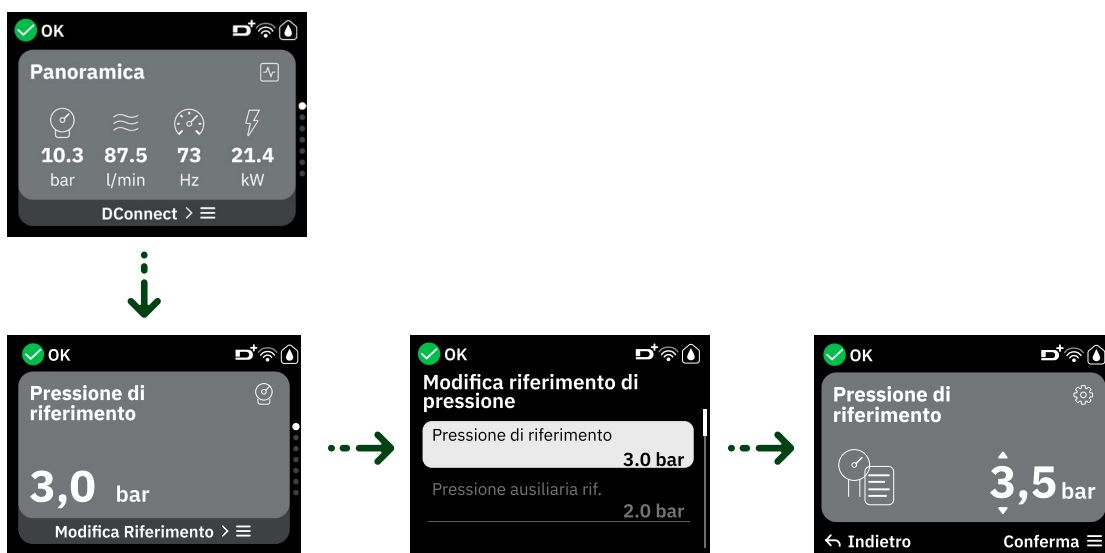 OK
Panoramica
10.3 87.5 73 21.4
bar l/min Hz kW
DConnect >
OK
Pressione di
riferimento
3,0 bar
Modifica Riferimento >
OK
Modifica riferimento di
pressione
Pressione di riferimento
3.0 bar
Pressione ausiliaria rif.
2.0 bar
OK
Pressione di
riferimento
3,5 bar
Indietro Conferma